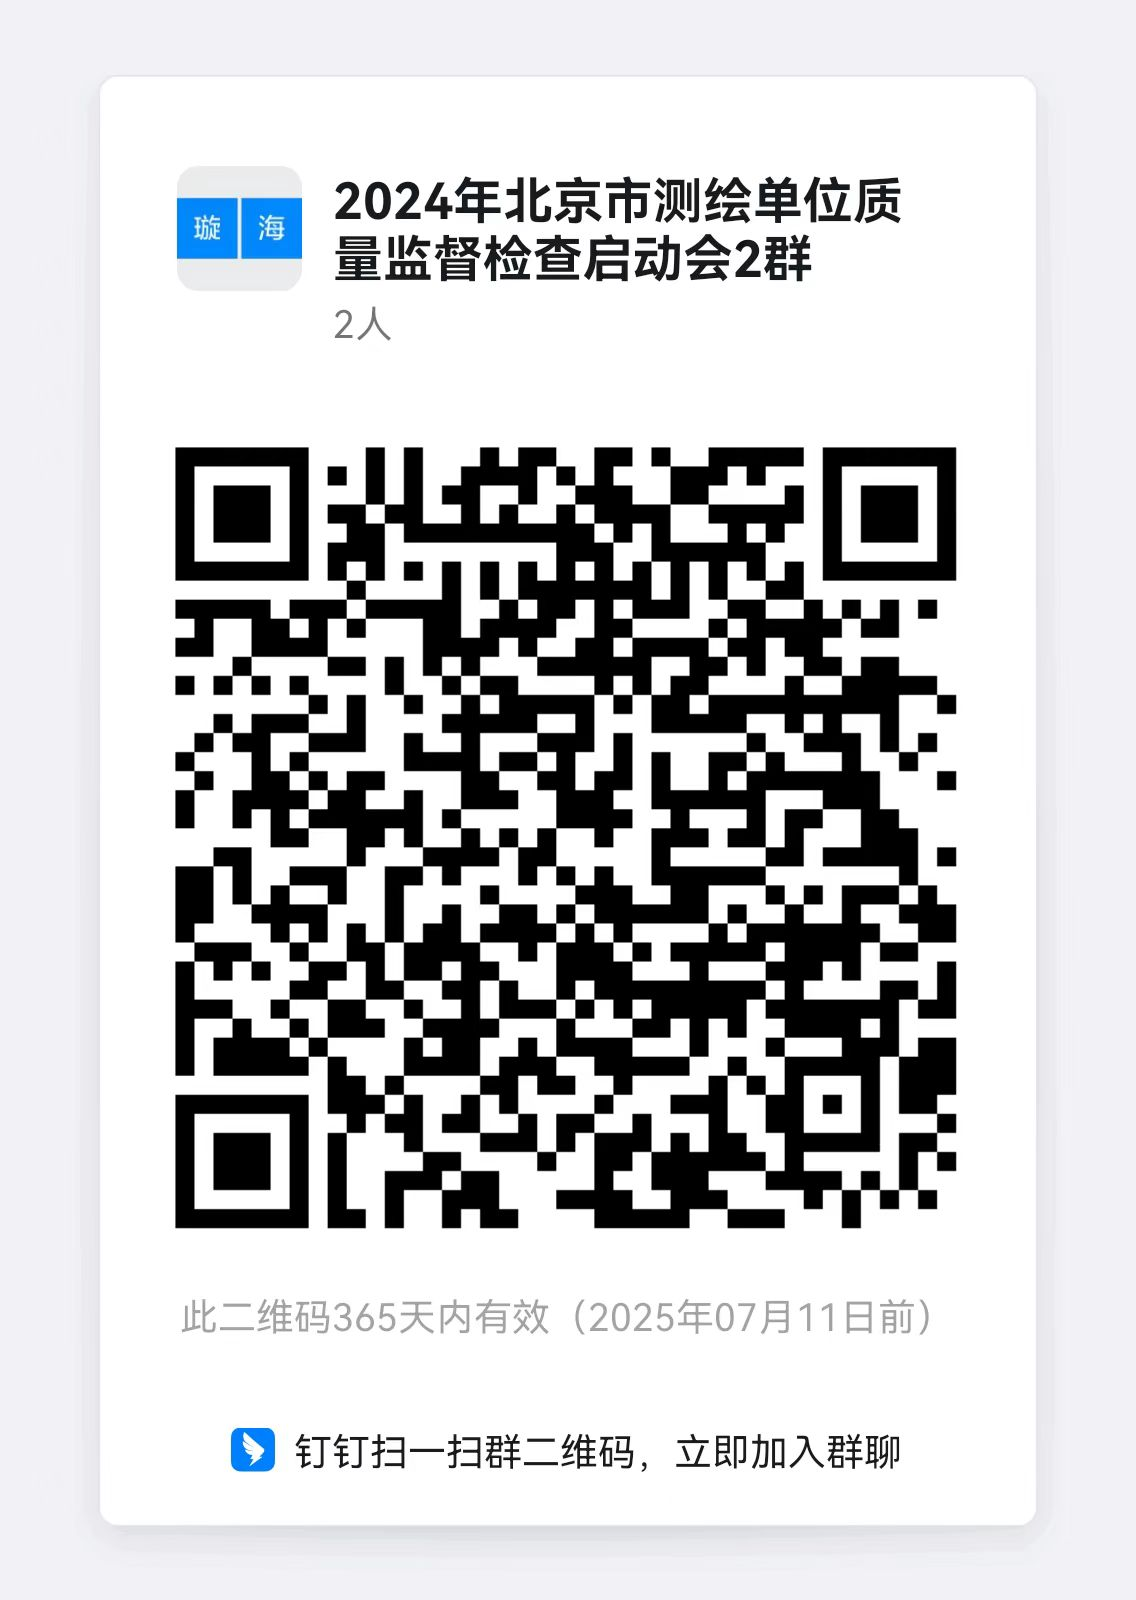 璇 海
2024年北京市测绘单位质
量监督检查启动会2群
2人
此二维码365天内有效（2025年07月11日前）
钉钉扫一扫群二维码，立即加入群聊